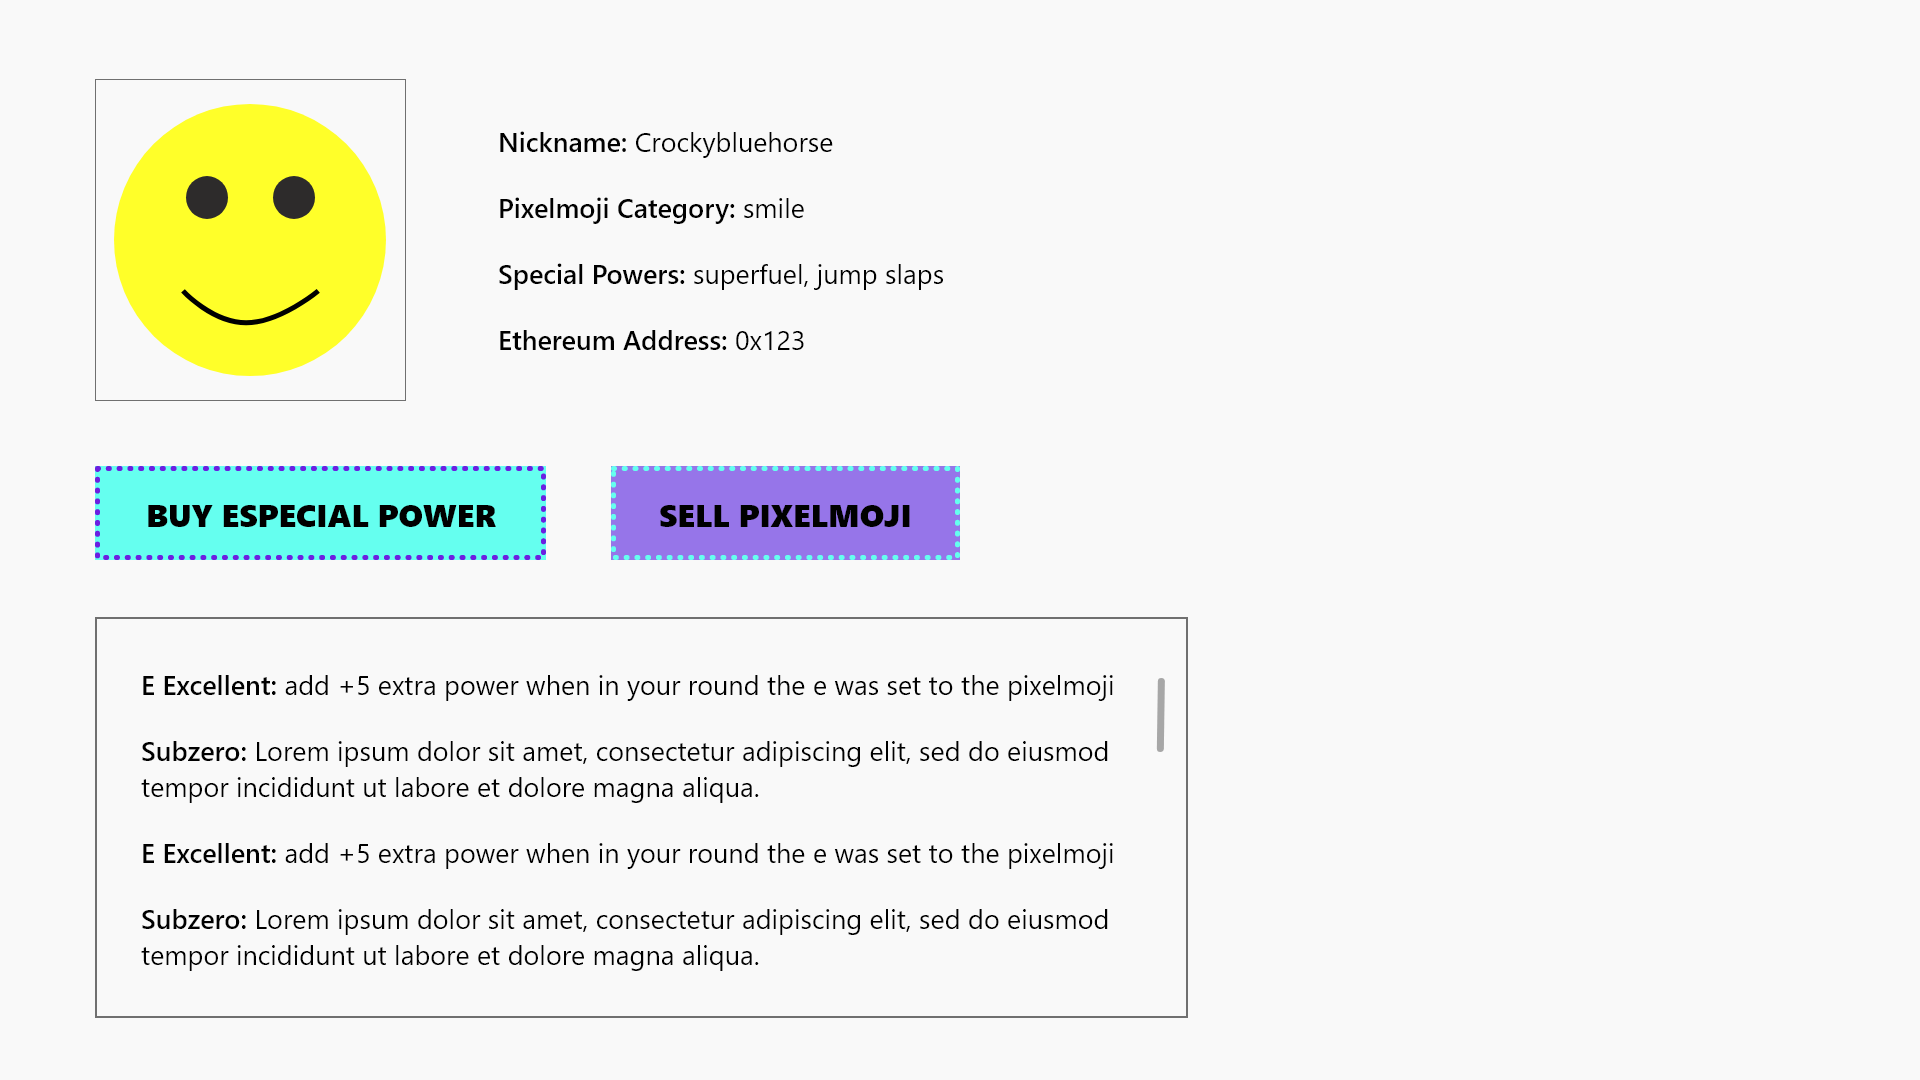 Nickname: Crockybluehorse
Pixelmoji Category: smile
Special Powers: superfuel, jump slaps
Ethereum Address: 0x123
BUY ESPECIAL POWER
SELL PIXELMOJI
E Excellent: add +5 extra power when in your round the e was set to the pixelmoji
Subzero: Lorem ipsum dolor sit amet, consectetur adipiscing elit, sed do eiusmod
tempor incididunt ut labore et dolore magna aliqua.
E Excellent: add +5 extra power when in your round the e was set to the pixelmoji
Subzero: Lorem ipsum dolor sit amet, consectetur adipiscing elit, sed do eiusmod
tempor incididunt ut labore et dolore magna aliqua.